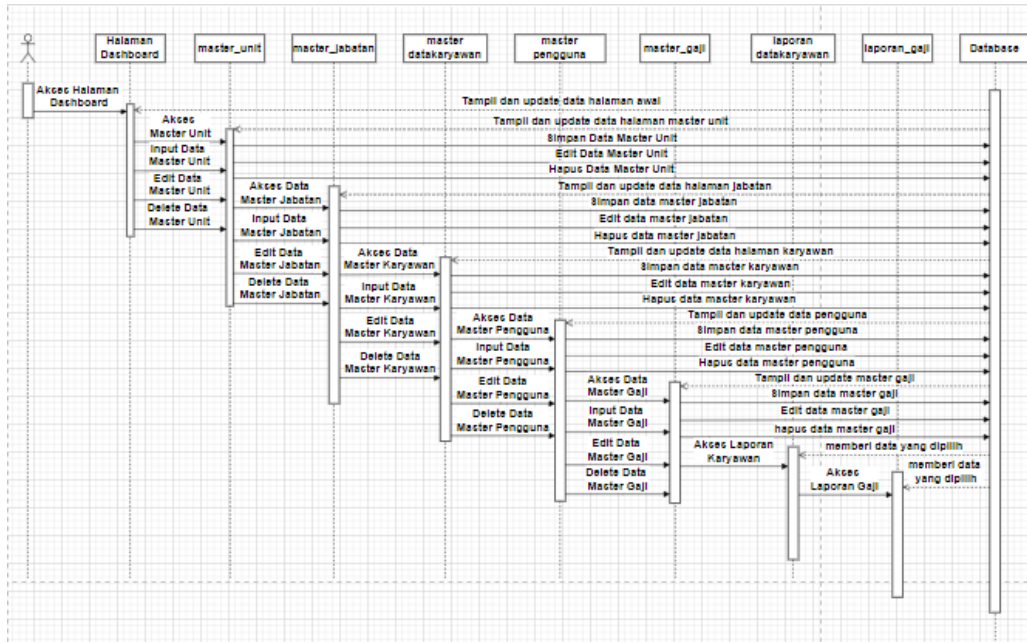 Halaman
Dashboard
master_unit
master_jabatan
master
datakaryawan
master
pengguna
master_gaji
laporan
datakaryawan
laporan_gaji
Database
Akses Halaman
Dashboard
Tampil dan update data halaman awal
Akses
Master Unit
Tampil dan update data halaman master unit
Simpan Data Master Unit
Input Data
Master Unit
Edit Data Master Unit
Hapus Data Master Unit
Edit Data
Master Unit
Akses Data
Master Jabatan
Tampil dan update data halaman jabatan
Simpan data master jabatan
Delete Data
Master Unit
Input Data
Master Jabatan
Edit data master jabatan
Hapus data master jabatan
Edit Data
Master Jabatan
Akses Data
Master Karyawan
Tampil dan update data halaman karyawan
Simpan data master karyawan
Delete Data
Master Jabatan
Input Data
Master Karyawan
Edit data master karyawan
Hapus data master karyawan
Edit Data
Master Karyawan
Akses Data
Master Pengguna
Tampil dan update data pengguna
Simpan data master pengguna
Delete Data
Master Karyawan
Input Data
Master Pengguna
Edit data master pengguna
Hapus data master pengguna
Edit Data
Master Pengguna
Akses Data
Master Gaji
Tampil dan update master gaji
Simpan data master gaji
Delete Data
Master Pengguna
Input Data
Master Gaji
Edit data master gaji
hapus data master gaji
Edit Data
Master Gaji
Akses Laporan
Karyawan
memberi data yang dipilih
Delete Data
Master Gaji
Akses
Laporan Gaji
memberi data
yang dipilih